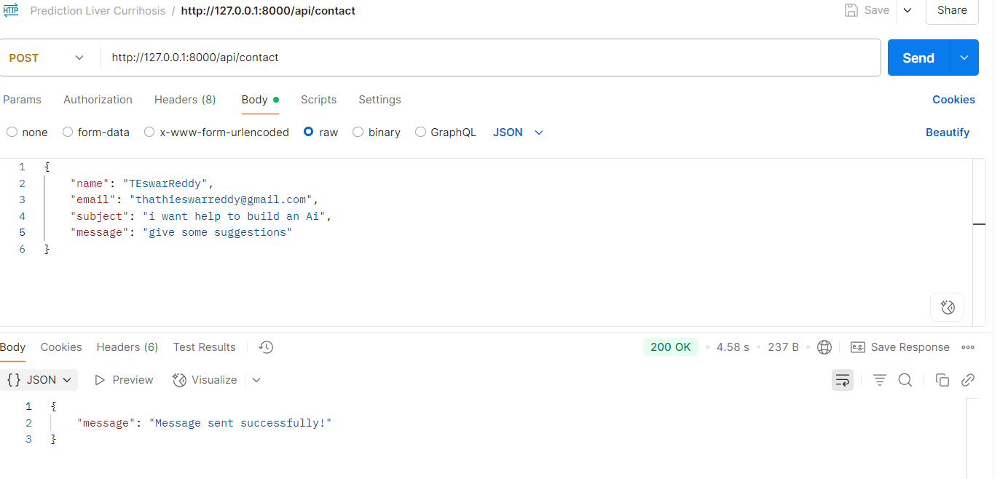 HTTP Prediction Liver Currihosis / http://127.0.0.1:8000/api/contact Save Share
POST http://127.0.0.1:8000/api/contact Send
Params Authorization Headers (8) Body Scripts Settings Cookies
none form-data x-www-form-urlencoded raw binary GraphQL JSON Beautify
1 {
2 "name": "TEswarReddy",
3 "email": "thathieswarreddy@gmail.com",
4 "subject": "i want help to build an Ai",
5 "message": "give some suggestions"
6 }
Body Cookies Headers (6) Test Results 200 OK • 4.58 s • 237 B • e.g. Save Response
{} JSON Preview Visualize
1 {
2 "message": "Message sent successfully!"
3 }